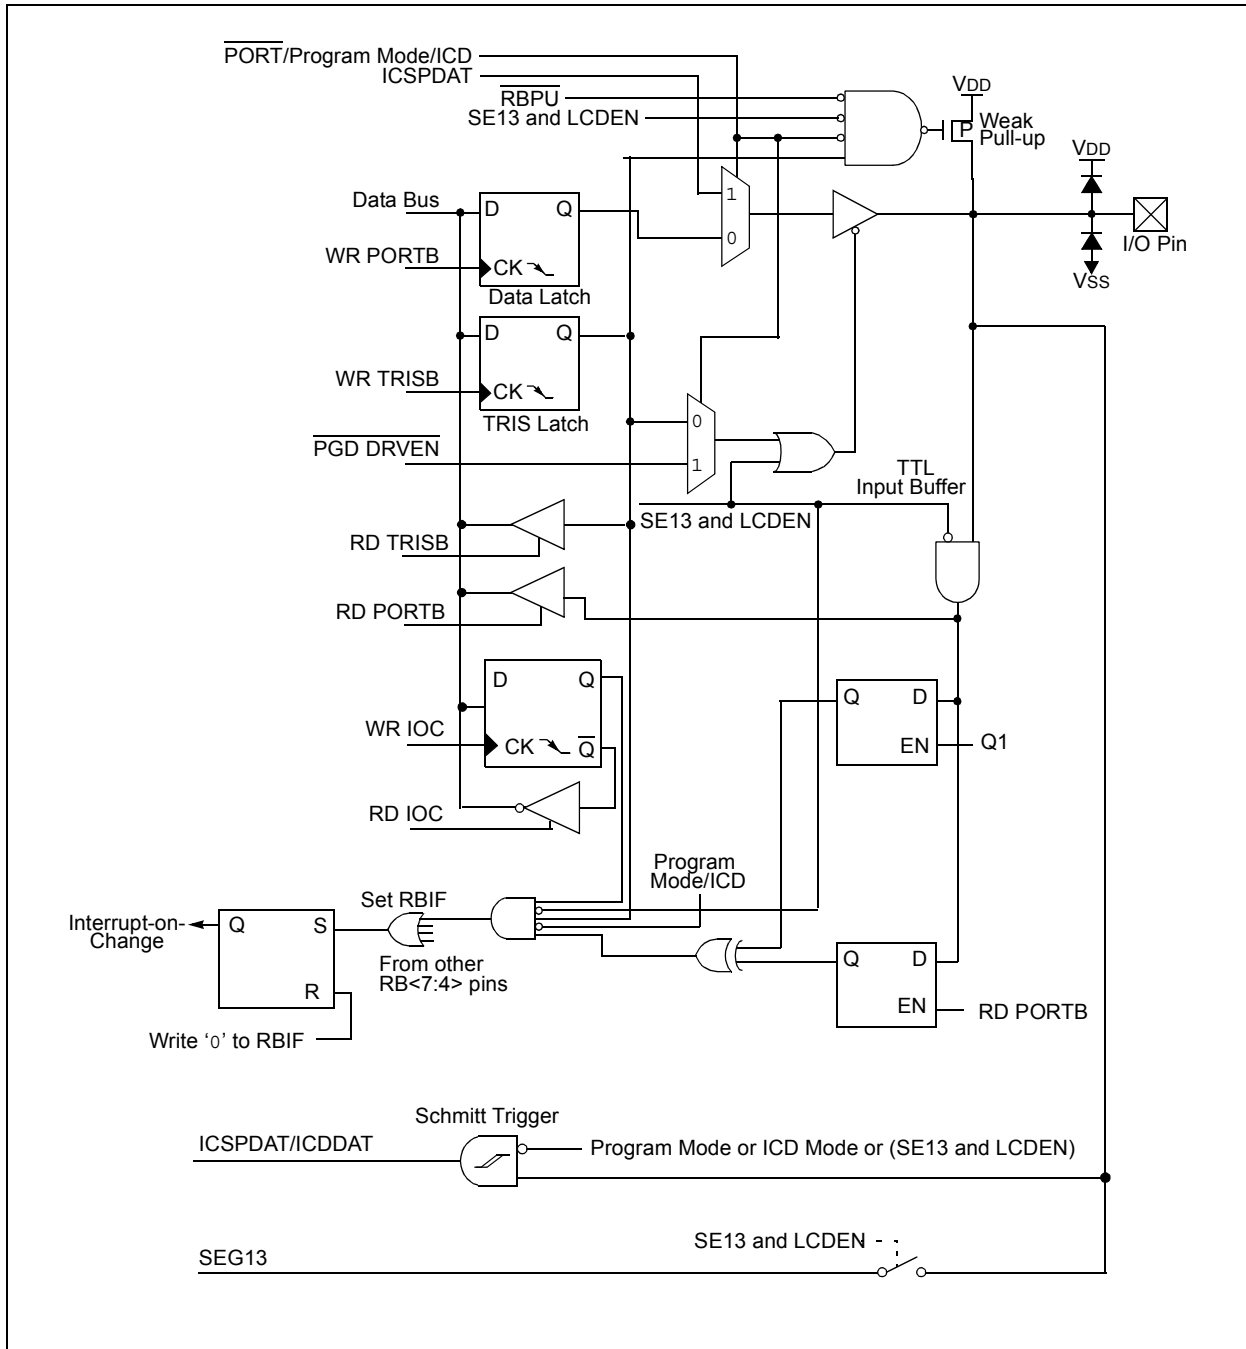 PORT/Program Mode/ICD
ICSPDAT
RBPU
SE13 and LCDEN
VDD
P
Weak
Pull-up
VDD
I/O Pin
VSS
Data Bus
D
Q
1
0
WR PORTB
CK
Data Latch
D
Q
WR TRISB
CK
TRIS Latch
0
1
PGD DRVEN
TTL
Input Buffer
SE13 and LCDEN
RD TRISB
RD PORTB
D
Q
WR IOC
CK
Q
Q
D
EN
Q1
RD IOC
Program
Mode/ICD
Set RBIF
Interrupt-on-
Change
Q
S
R
From other
RB<7:4> pins
Q
D
EN
RD PORTB
Write ‘0’ to RBIF
Schmitt Trigger
ICSPDAT/ICDDAT
Program Mode or ICD Mode or (SE13 and LCDEN)
SE13 and LCDEN
SEG13